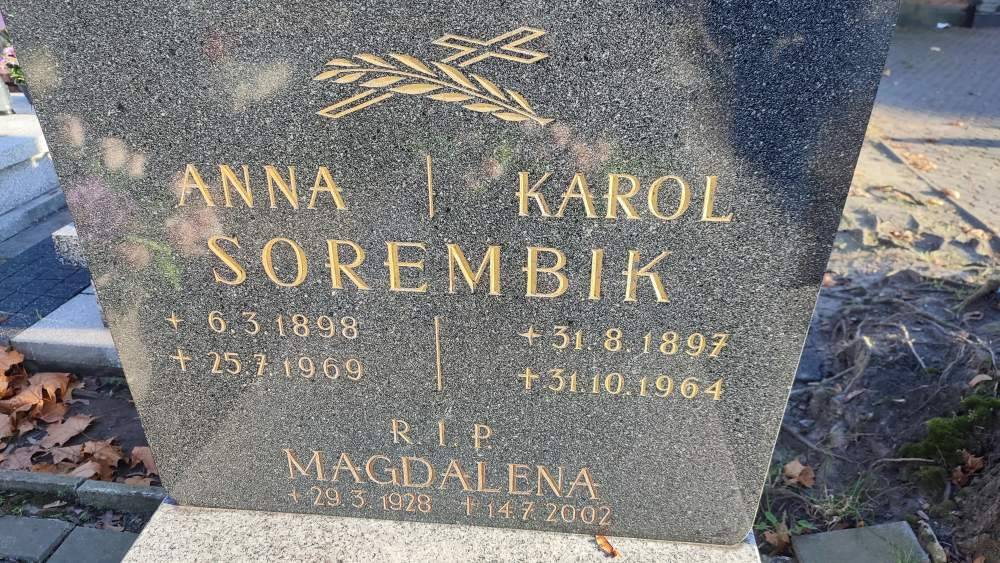 ANNA | KAROL
SOREMBIK
+ 6.3.1898 | + 31.8.1897
+ 25.7.1969 | + 31.10.1964
R.I.P.
MAGDALENA
+ 29.3.1928 + 14.7.2002